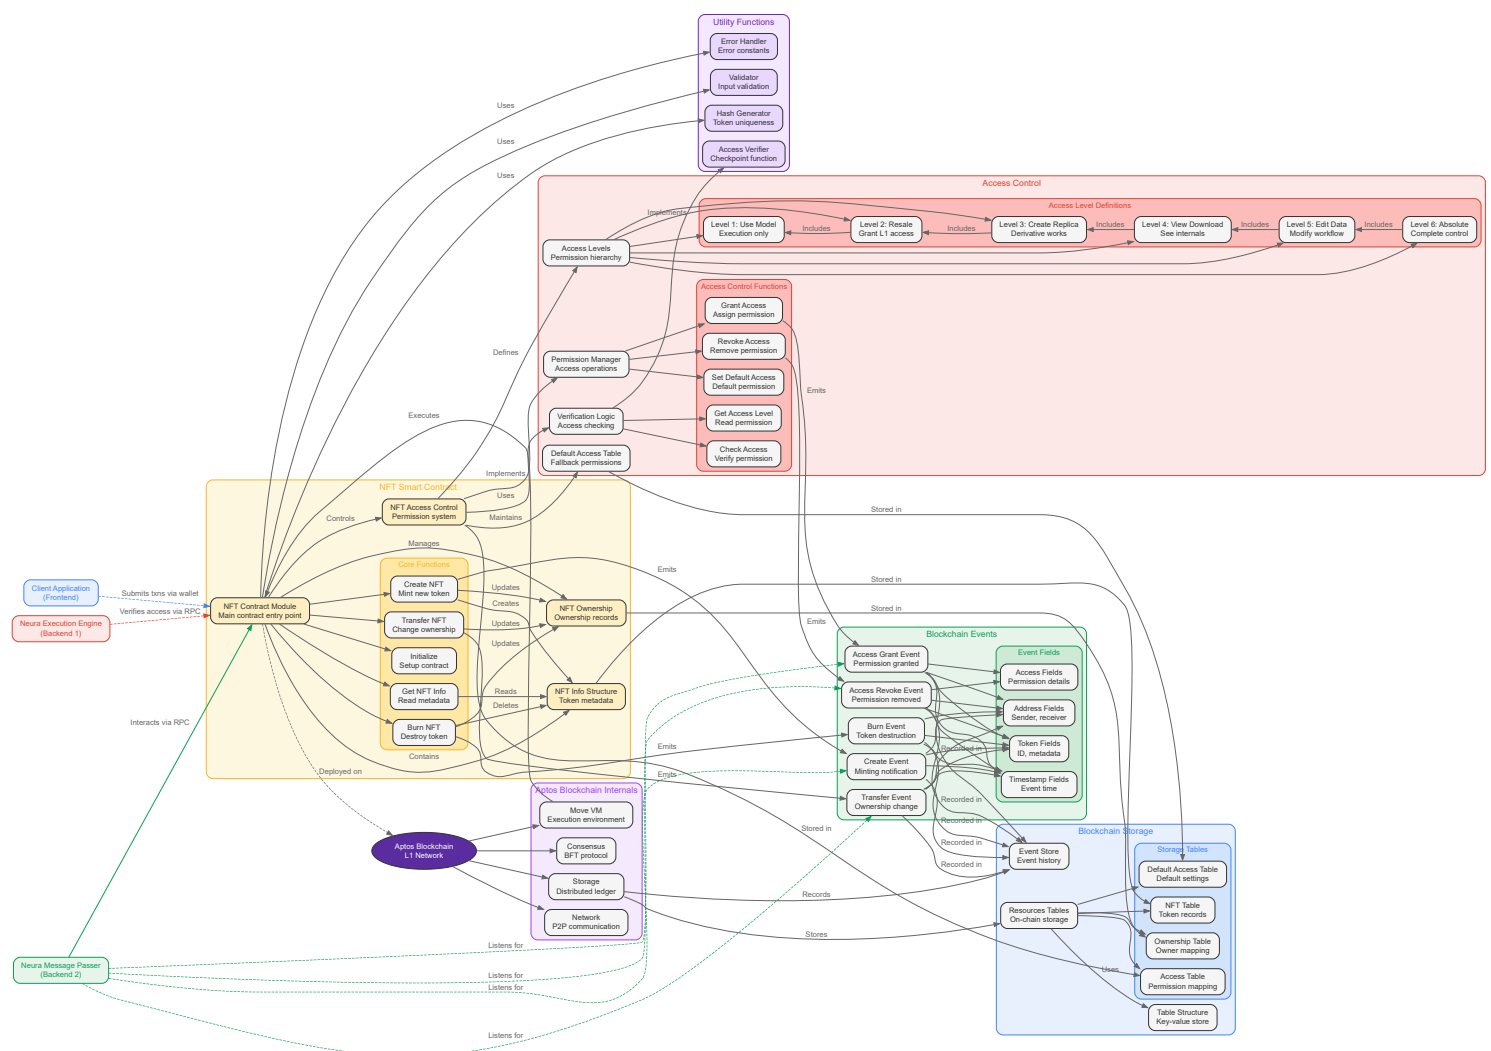 Utility Functions
Error Handler
Error constants
Validator
Input validation
Hash Generator
Token uniqueness
Access Verifier
Checkpoint function
Uses
Uses
Uses
Access Control
Access Level Definitions
Implements
Level 1: Use Model
Execution only
Includes
Level 2: Resale
Grant L1 access
Includes
Level 3: Create Replica
Derivative works
Includes
Level 4: View Download
See internals
Includes
Level 5: Edit Data
Modify workflow
Includes
Level 6: Absolute
Complete control
Access Levels
Permission hierarchy
Access Control Functions
Grant Access
Assign permission
Revoke Access
Remove permission
Set Default Access
Default permission
Get Access Level
Read permission
Check Access
Verify permission
Permission Manager
Access operations
Verification Logic
Access checking
Default Access Table
Fallback permissions
Defines
Executes
Implements
Uses
Maintains
Emits
Stored in
NFT Smart Contract
NFT Access Control
Permission system
Controls
Manages
Core Functions
Create NFT
Mint new token
Transfer NFT
Change ownership
Initialize
Setup contract
Get NFT Info
Read metadata
Burn NFT
Destroy token
Updates
Creates
Updates
Updates
Reads
Deletes
Contains
NFT Ownership
Ownership records
NFT Info Structure
Token metadata
Client Application
(Frontend)
Submits txns via wallet
Neura Execution Engine
(Backend 1)
Verifies access via RPC
NFT Contract Module
Main contract entry point
Interacts via RPC
Deployed on
Emits
Stored in
Stored in
Emits
Emits
Emits
Blockchain Events
Access Grant Event
Permission granted
Access Revoke Event
Permission removed
Burn Event
Token destruction
Create Event
Minting notification
Transfer Event
Ownership change
Event Fields
Access Fields
Permission details
Address Fields
Sender, receiver
Token Fields
ID, metadata
Timestamp Fields
Event time
Recorded in
Recorded in
Recorded in
Recorded in
Recorded in
Aptos Blockchain Internals
Move VM
Execution environment
Consensus
BFT protocol
Storage
Distributed ledger
Network
P2P communication
Aptos Blockchain
L1 Network
Stored in
Records
Stores
Blockchain Storage
Event Store
Event history
Resources Tables
On-chain storage
Storage Tables
Default Access Table
Default settings
NFT Table
Token records
Ownership Table
Owner mapping
Access Table
Permission mapping
Uses
Table Structure
Key-value store
Neura Message Passer
(Backend 2)
Listens for
Listens for
Listens for
Listens for